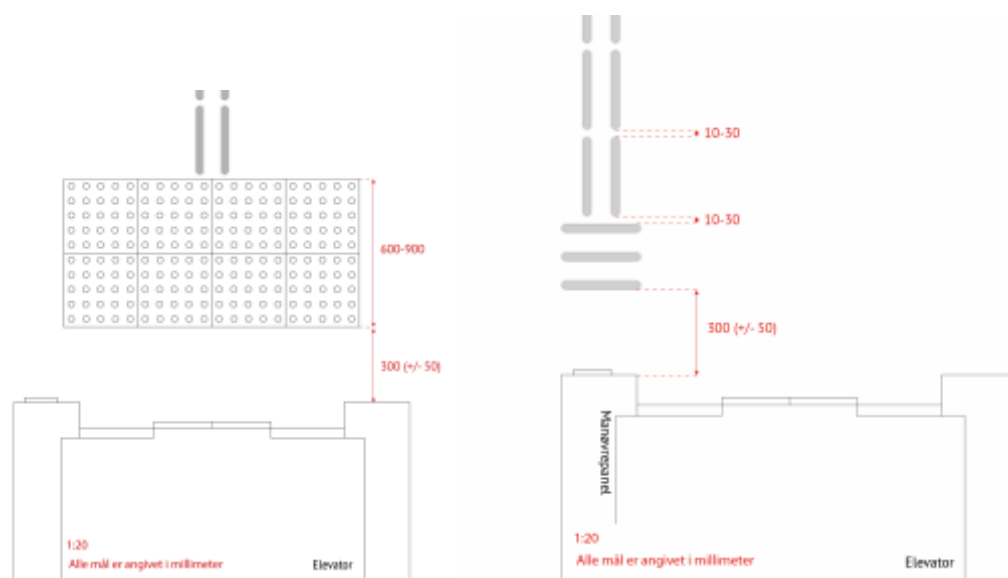 600-900
300 (+/- 50)
1:20
Alle mål er angivet i millimeter
Elevator
10-30
10-30
300 (+/- 50)
Manøvrepanel
1:20
Alle mål er angivet i millimeter
Elevator